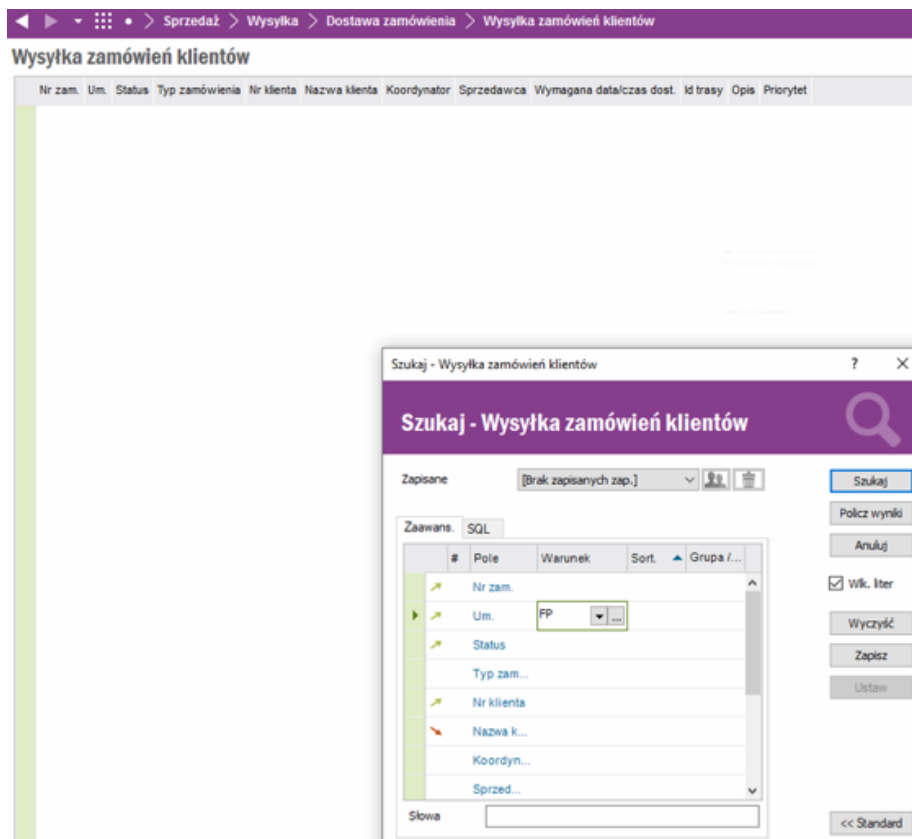 Sprzedaż > Wysyłka > Dostawa zamówienia > Wysyłka zamówień klientów
Wysyłka zamówień klientów
Nr zam. Um. Status Typ zamówienia Nr klienta Nazwa klienta Koordynator Sprzedawca Wymagana data/czas dost. Id trasy Opis Priorytet
Szukaj - Wysyłka zamówień klientów ? X
Szukaj - Wysyłka zamówień klientów
Zapisane [Brak zapisanych zap.] Szukaj
Policz wyniki
Zaawans. SQL
Anuluj
# Pole Warunek Sort. Grupa /...
Nr zam. Wlk. liter
Um. FP ... Wyczyść
Status Zapisz
Typ zam... Ustaw
Nr klienta
Nazwa k...
Koordyn...
Sprzed...
Słowa << Standard